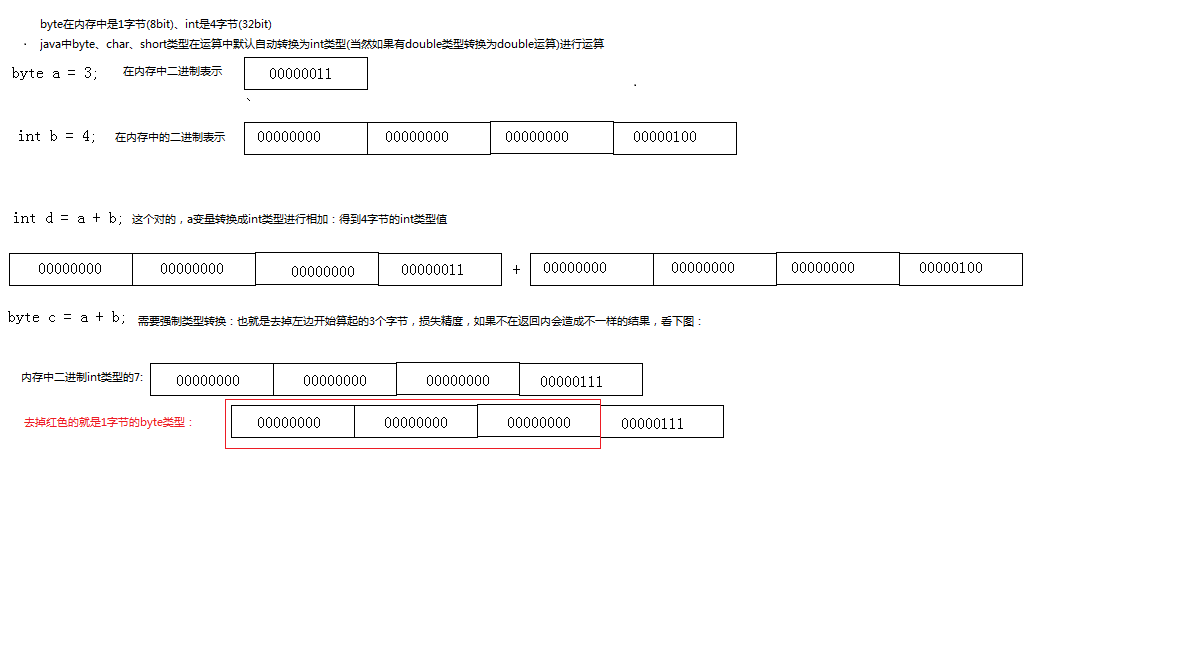 byte在内存中是1字节(8bit)、int是4字节(32bit)
java中byte、char、short类型在运算中默认自动转换为int类型(当然如果有double类型转换为double运算)进行运算
byte a = 3; 在内存中二进制表示 00000011
int b = 4; 在内存中的二进制表示 00000000 00000000 00000000 00000100
int d = a + b; 这个对的，a变量转换成int类型进行相加：得到4字节的int类型值
00000000 00000000 00000000 00000011 + 00000000 00000000 00000000 00000100
byte c = a + b; 需要强制类型转换：也就是去掉左边开始算起的3个字节，损失精度，如果不在返回内会造成不一样的结果，看下图：
内存中二进制int类型的7: 00000000 00000000 00000000 00000111
去掉红色的就是1字节的byte类型： 00000000 00000000 00000000 00000111